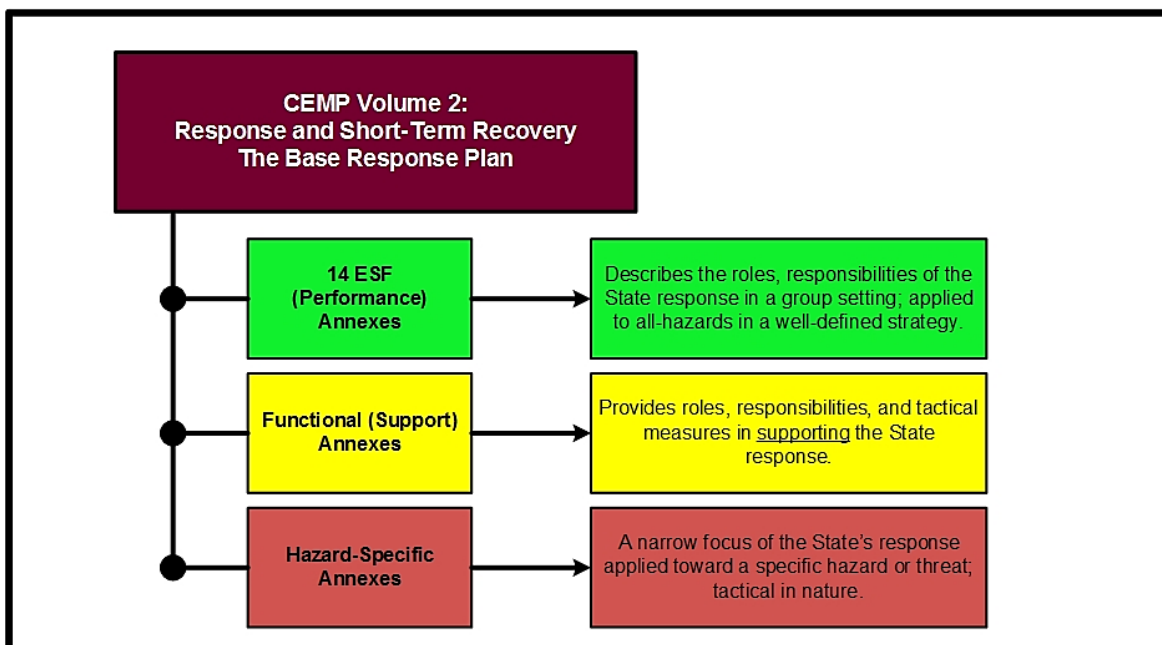 CEMP Volume 2:
Response and Short-Term Recovery
The Base Response Plan
14 ESF
(Performance)
Annexes
Describes the roles, responsibilities of the
State response in a group setting; applied
to all-hazards in a well-defined strategy.
Functional (Support)
Annexes
Provides roles, responsibilities, and tactical
measures in supporting the State
response.
Hazard-Specific
Annexes
A narrow focus of the State’s response
applied toward a specific hazard or threat;
tactical in nature.